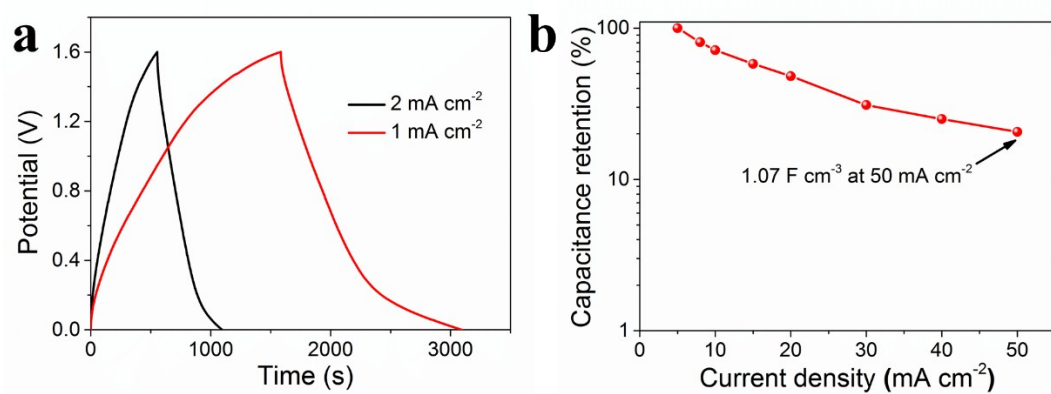 a
1.6
1.2
0.8
0.4
0.0
Potential (V)
2 mA cm⁻²
1 mA cm⁻²
0
1000
2000
3000
Time (s)
b
100
10
1
Capacitance retention (%)
1.07 F cm⁻³ at 50 mA cm⁻²
0
10
20
30
40
50
Current density (mA cm⁻²)